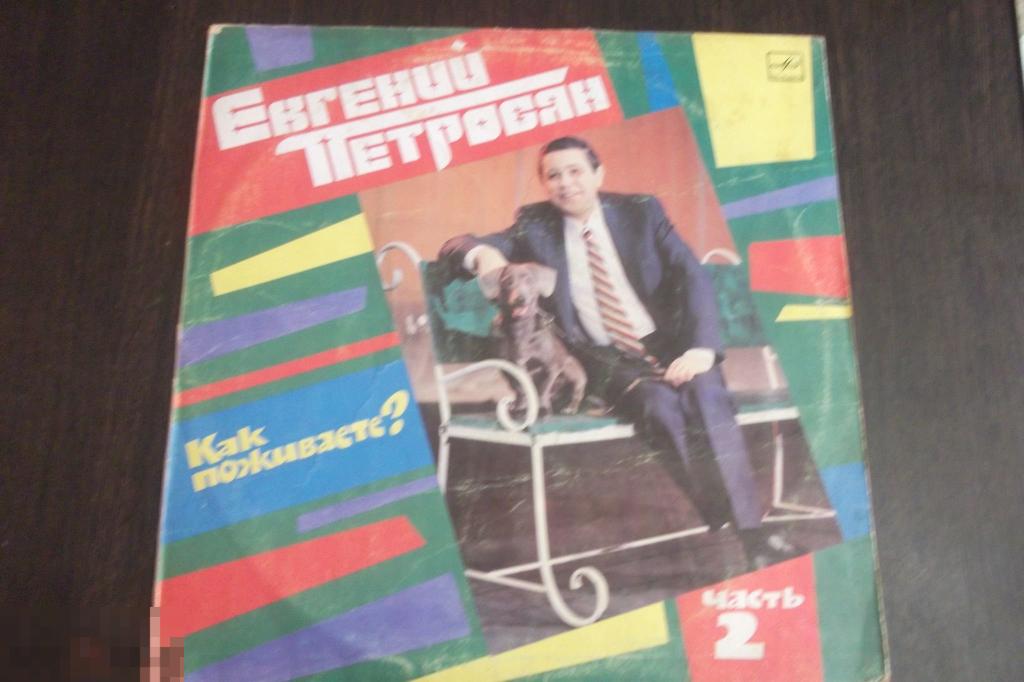 Евгений
Петросян
Как
поживаете?
часть
2